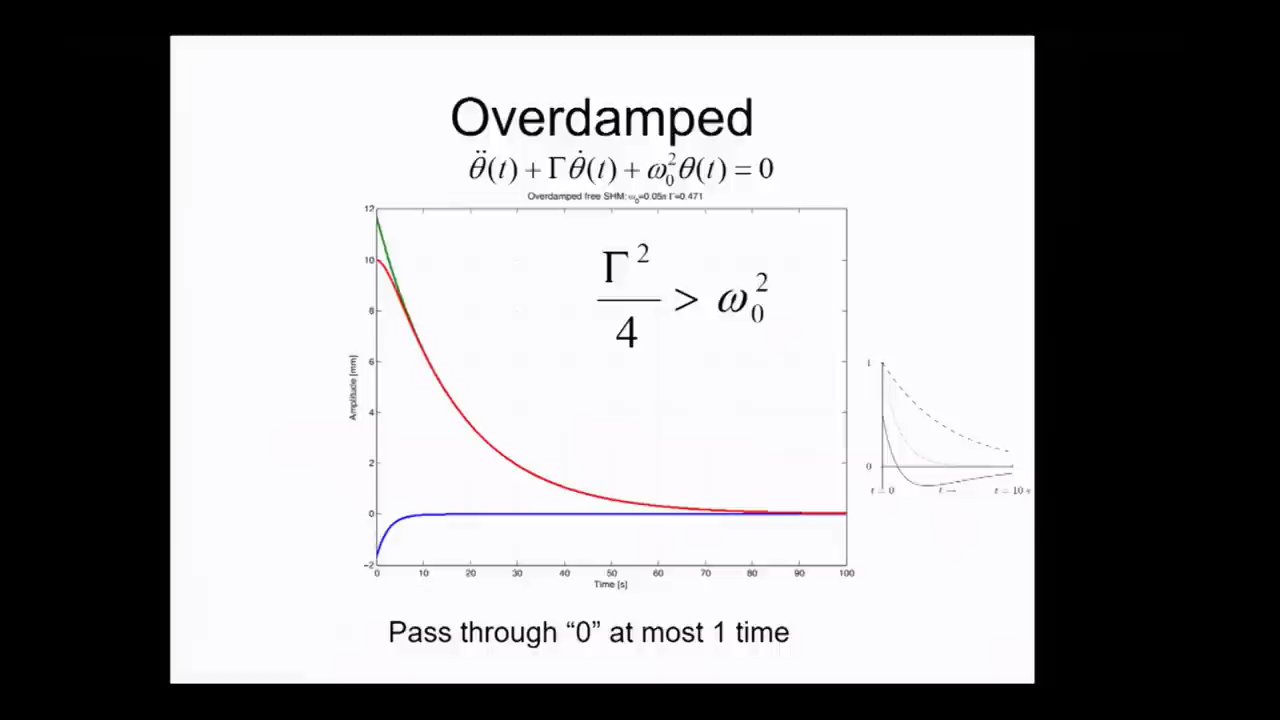 Overdamped
θ̈(t) + Γ θ̇(t) + ω₀²θ(t) = 0
Overdamped free SHM: ω₀=0.05π Γ=0.471
Γ²/4 > ω₀²
12
10
8
6
4
2
0
-2
Amplitude [mm]
0 10 20 30 40 50 60 70 80 90 100
Time [s]
1
0
t = 0 t → t = 10 s
Pass through “0” at most 1 time